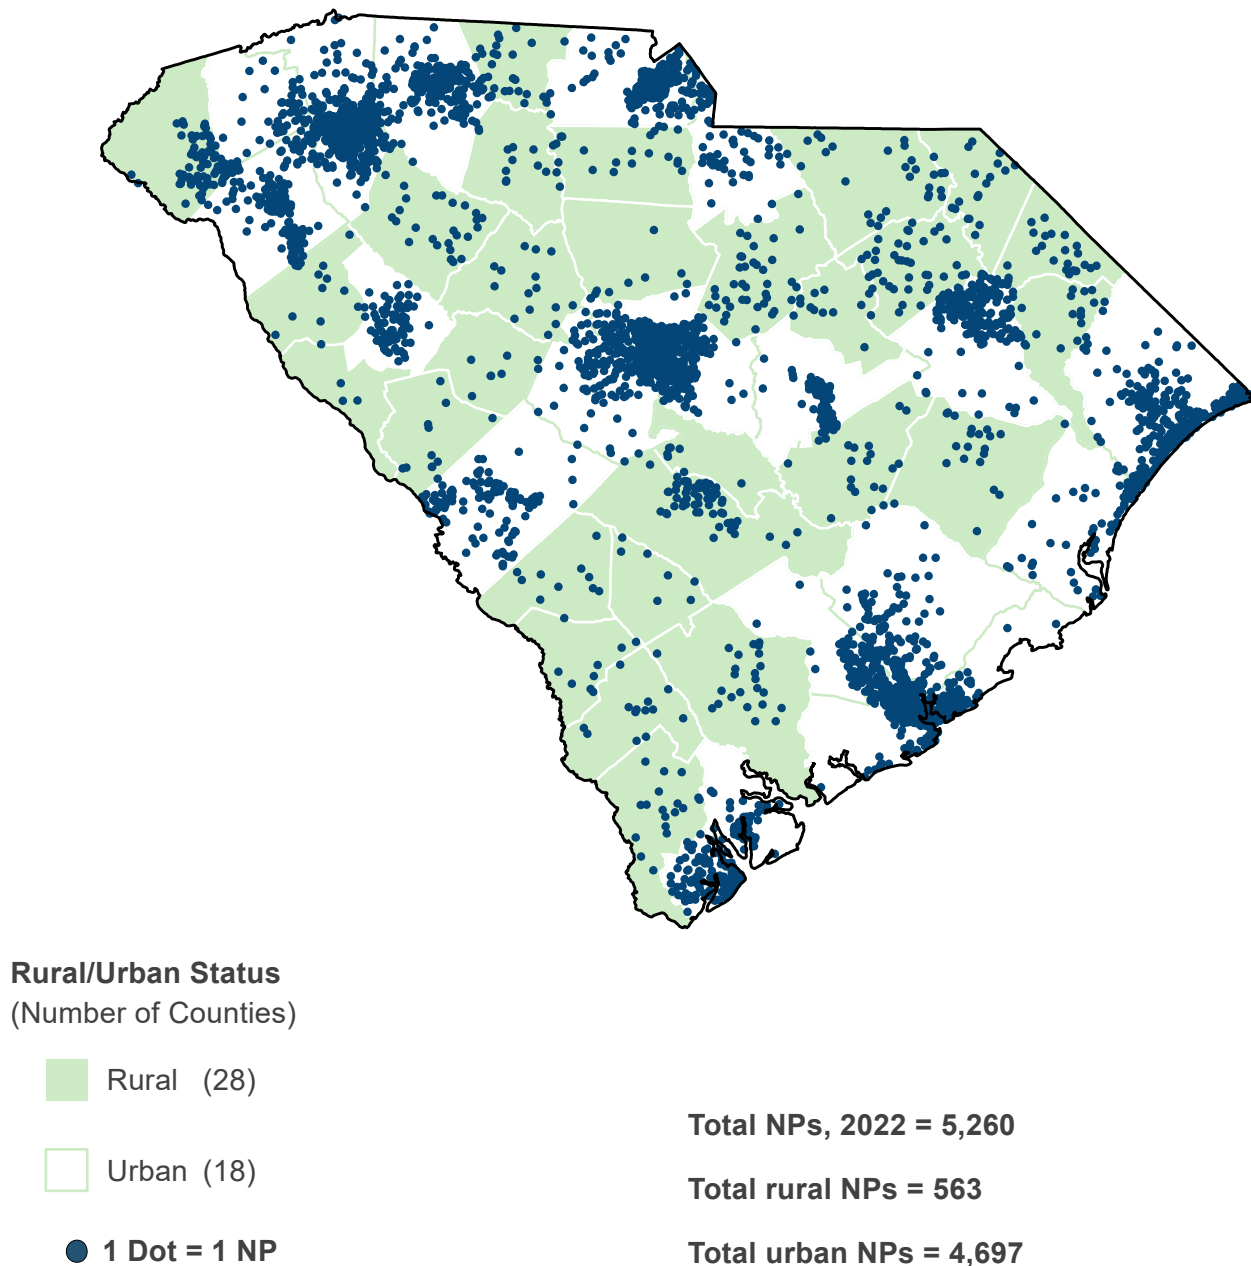 Rural/Urban Status
(Number of Counties)
Rural (28)
Urban (18)
1 Dot = 1 NP
Total NPs, 2022 = 5,260
Total rural NPs = 563
Total urban NPs = 4,697